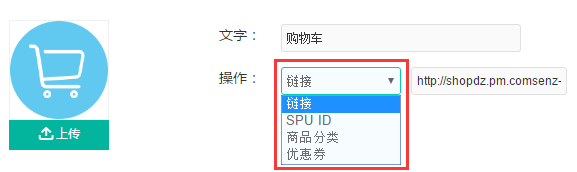 文字： 购物车
上传
操作： 链接 http://shopdz.pm.comsenz-
链接
SPU ID
商品分类
优惠券